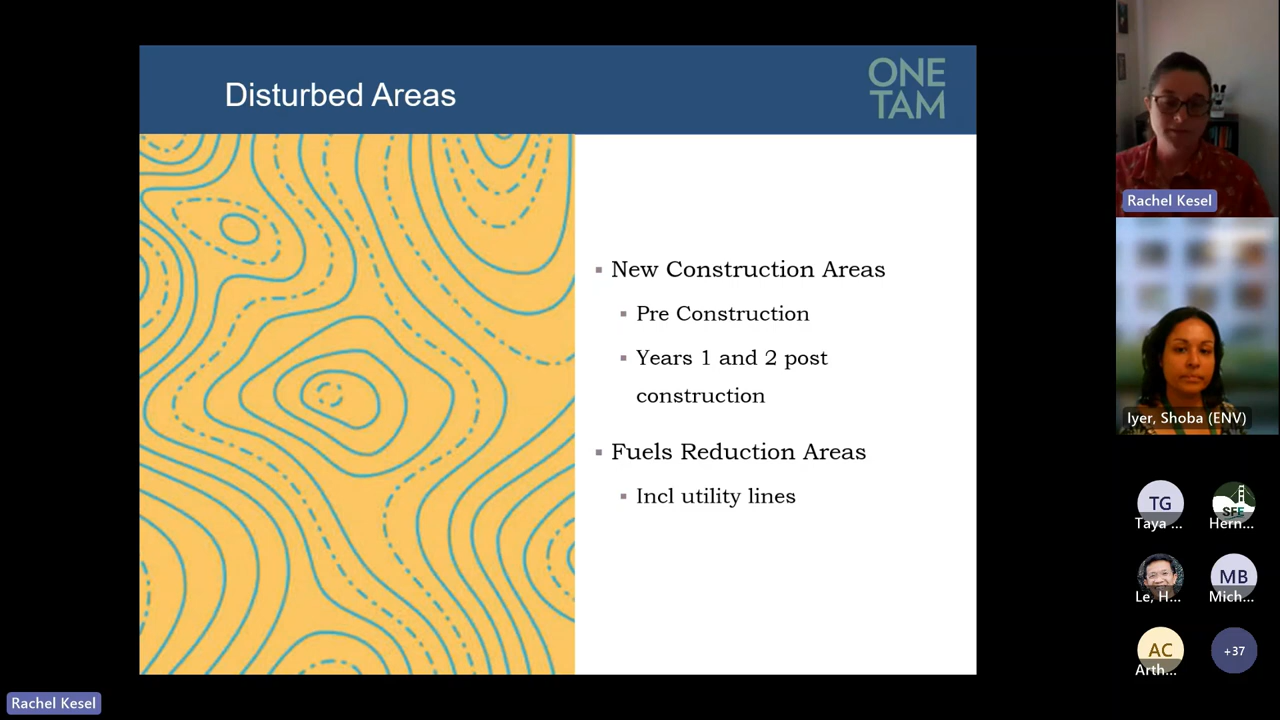 Disturbed Areas
ONE
TAM
New Construction Areas
Pre Construction
Years 1 and 2 post
construction
Fuels Reduction Areas
Incl utility lines
Rachel Kesel
Iyer, Shoba (ENV)
TG
Taya ...
SFE
Hern...
Le, H...
MB
Mich...
AC
Arth...
+37
Rachel Kesel